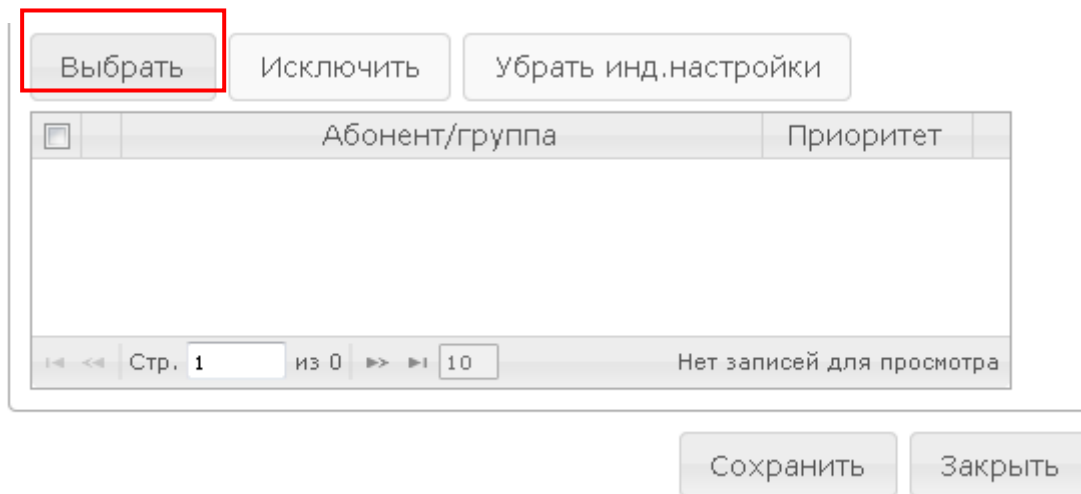 Выбрать Исключить Убрать инд.настройки
Абонент/группа Приоритет
Стр. 1 из 0 10 Нет записей для просмотра
Сохранить Закрыть